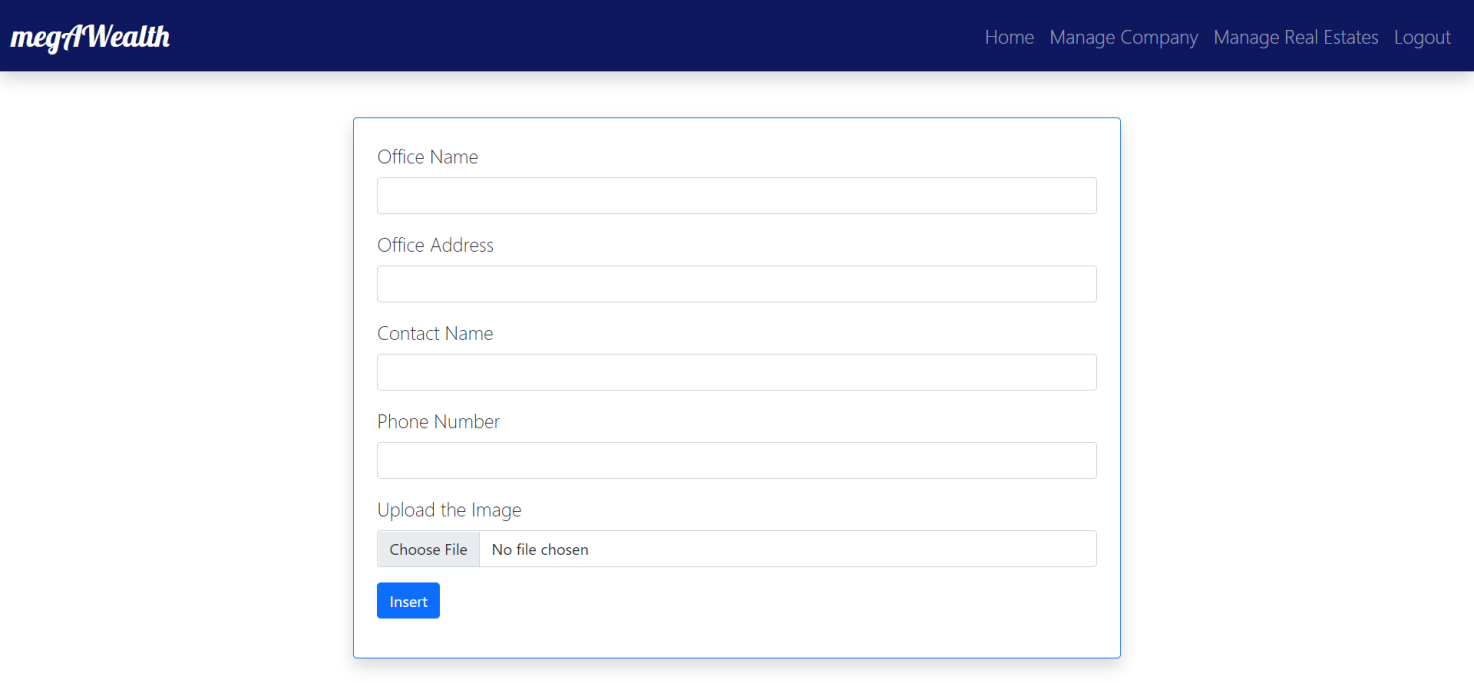 megAWealth
Home Manage Company Manage Real Estates Logout
Office Name
Office Address
Contact Name
Phone Number
Upload the Image
Choose File No file chosen
Insert